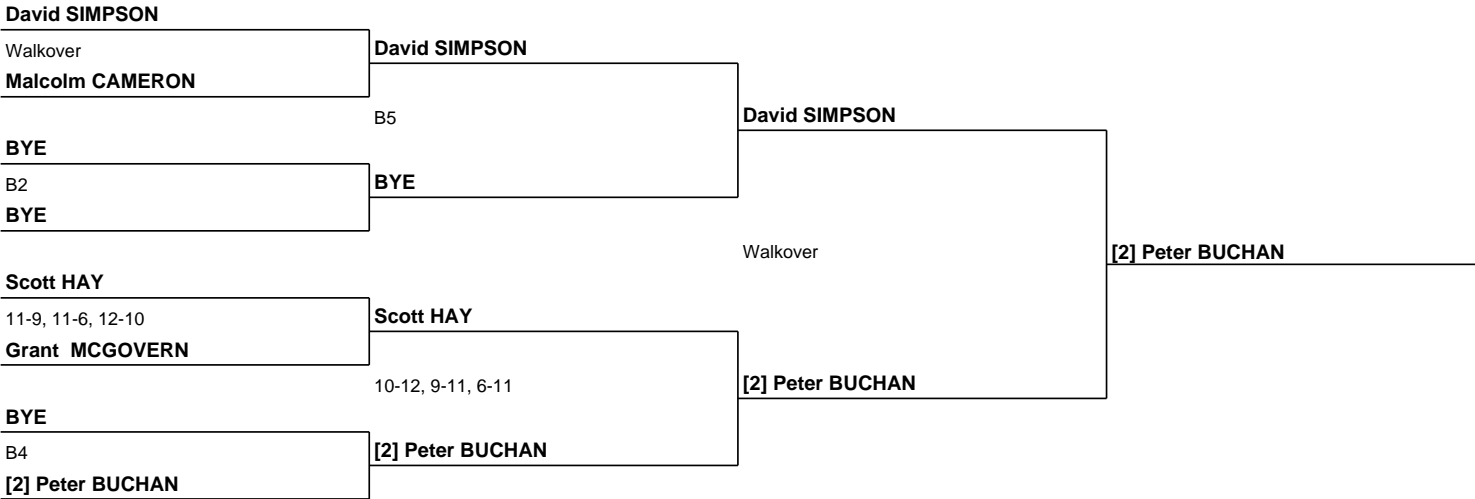 David SIMPSON
Walkover
Malcolm CAMERON
BYE
B2
BYE
Scott HAY
11-9, 11-6, 12-10
Grant  MCGOVERN
BYE
B4
[2] Peter BUCHAN
David SIMPSON
B5
BYE
Scott HAY
10-12, 9-11, 6-11
[2] Peter BUCHAN
David SIMPSON
Walkover
[2] Peter BUCHAN
[2] Peter BUCHAN